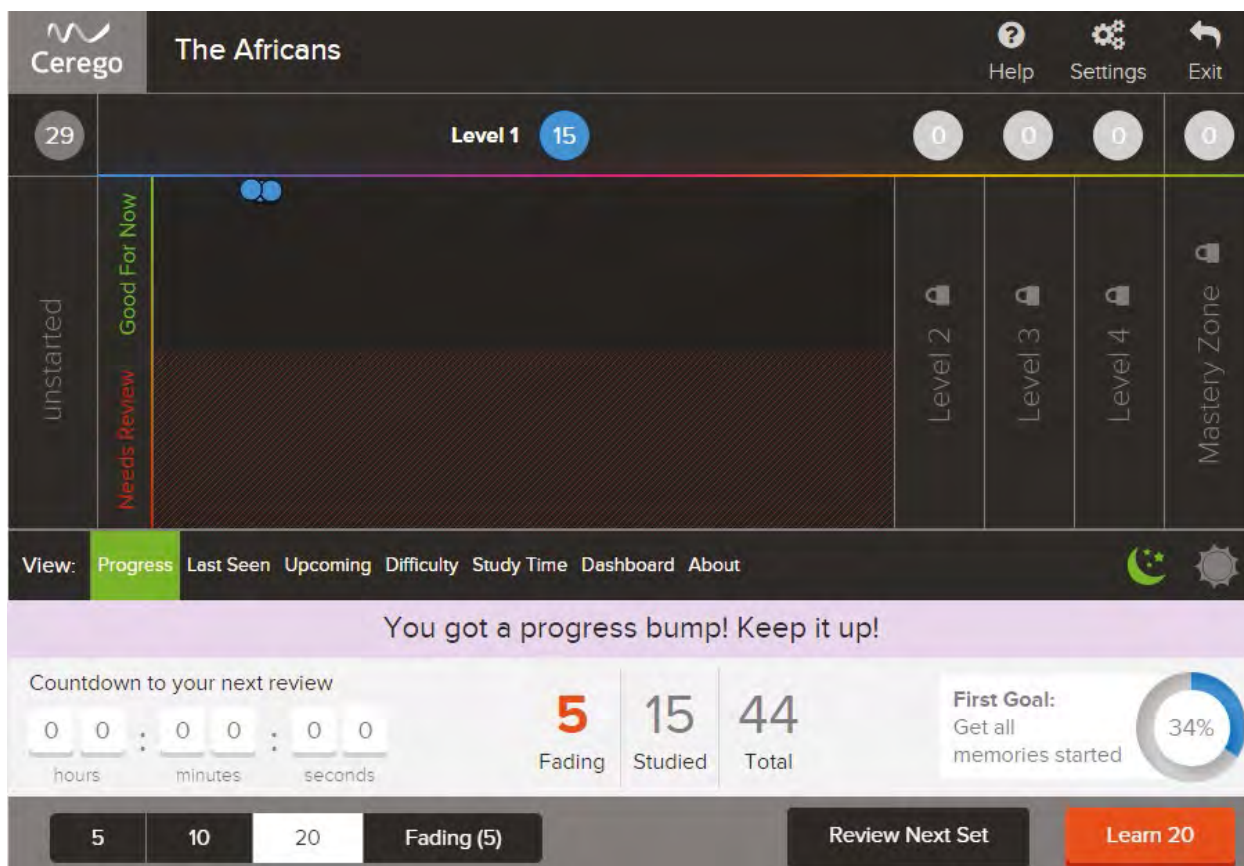 Cerego
The Africans
Help
Settings
Exit
29
Level 1
15
0
0
0
0
unstarted
Good For Now
Needs Review
Level 2
Level 3
Level 4
Mastery Zone
View:
Progress
Last Seen
Upcoming
Difficulty
Study Time
Dashboard
About
You got a progress bump! Keep it up!
Countdown to your next review
0 0 : 0 0 : 0 0
hours
minutes
seconds
5
Fading
15
Studied
44
Total
First Goal:
Get all
memories started
34%
5
10
20
Fading (5)
Review Next Set
Learn 20